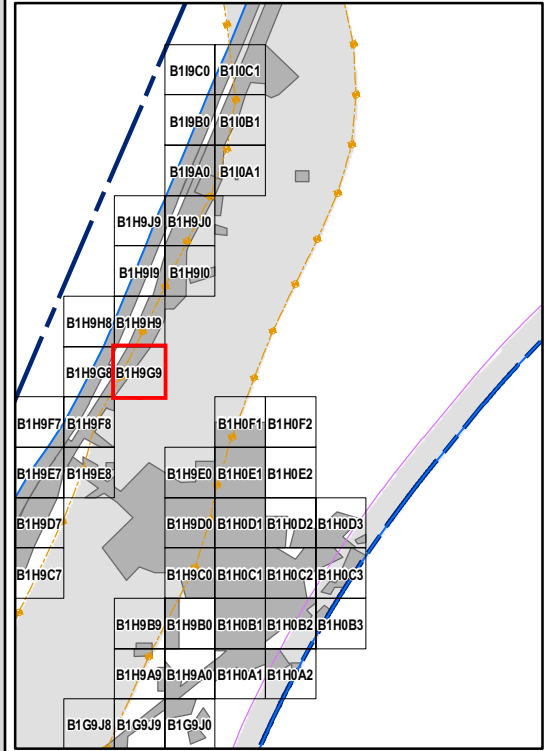 B1I9C0 B1I0C1
B1I9B0 B1I0B1
B1I9A0 B1I0A1
B1H9J9 B1H9J0
B1H9I9 B1H9I0
B1H9H8 B1H9H9
B1H9G8 B1H9G9
B1H9F7 B1H9F8 B1H0F1 B1H0F2
B1H9E7 B1H9E8 B1H9E0 B1H0E1 B1H0E2
B1H9D7 B1H9D0 B1H0D1 B1H0D2 B1H0D3
B1H9C7 B1H9C0 B1H0C1 B1H0C2 B1H0C3
B1H9B9 B1H9B0 B1H0B1 B1H0B2 B1H0B3
B1H9A9 B1H9A0 B1H0A1 B1H0A2
B1G9J8 B1G9J9 B1G9J0